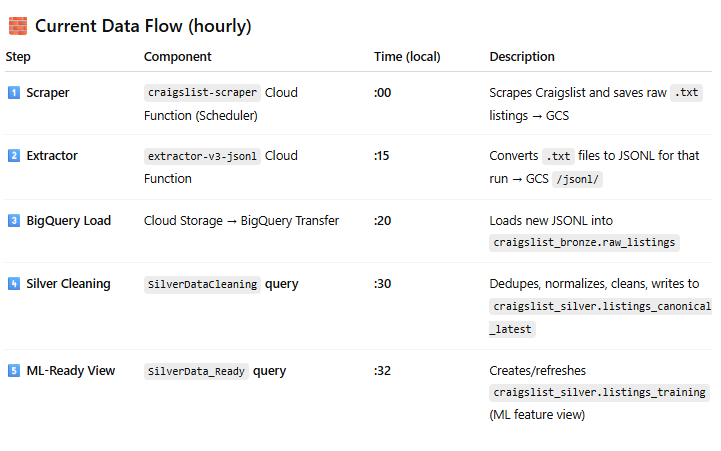 🧱 Current Data Flow (hourly)
Step Component Time (local) Description
1️⃣ Scraper craigslist-scraper Cloud Function (Scheduler) :00 Scrapes Craigslist and saves raw .txt listings → GCS
2️⃣ Extractor extractor-v3-jsonl Cloud Function :15 Converts .txt files to JSONL for that run → GCS /jsonl/
3️⃣ BigQuery Load Cloud Storage → BigQuery Transfer :20 Loads new JSONL into craigslist_bronze.raw_listings
4️⃣ Silver Cleaning SilverDataCleaning query :30 Dedupes, normalizes, cleans, writes to craigslist_silver.listings_canonical_latest
5️⃣ ML-Ready View SilverData_Ready query :32 Creates/refreshes craigslist_silver.listings_training (ML feature view)